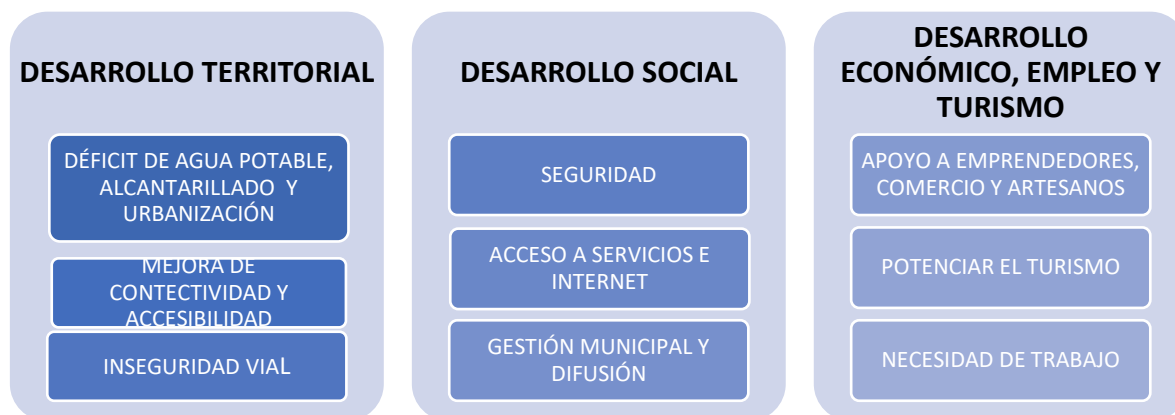 DESARROLLO TERRITORIAL
DÉFICIT DE AGUA POTABLE,
ALCANTARILLADO Y
URBANIZACIÓN
MEJORA DE
CONTECTIVIDAD Y
ACCESIBILIDAD
INSEGURIDAD VIAL
DESARROLLO SOCIAL
SEGURIDAD
ACCESO A SERVICIOS E
INTERNET
GESTIÓN MUNICIPAL Y
DIFUSIÓN
DESARROLLO
ECONÓMICO, EMPLEO Y
TURISMO
APOYO A EMPRENDEDORES,
COMERCIO Y ARTESANOS
POTENCIAR EL TURISMO
NECESIDAD DE TRABAJO